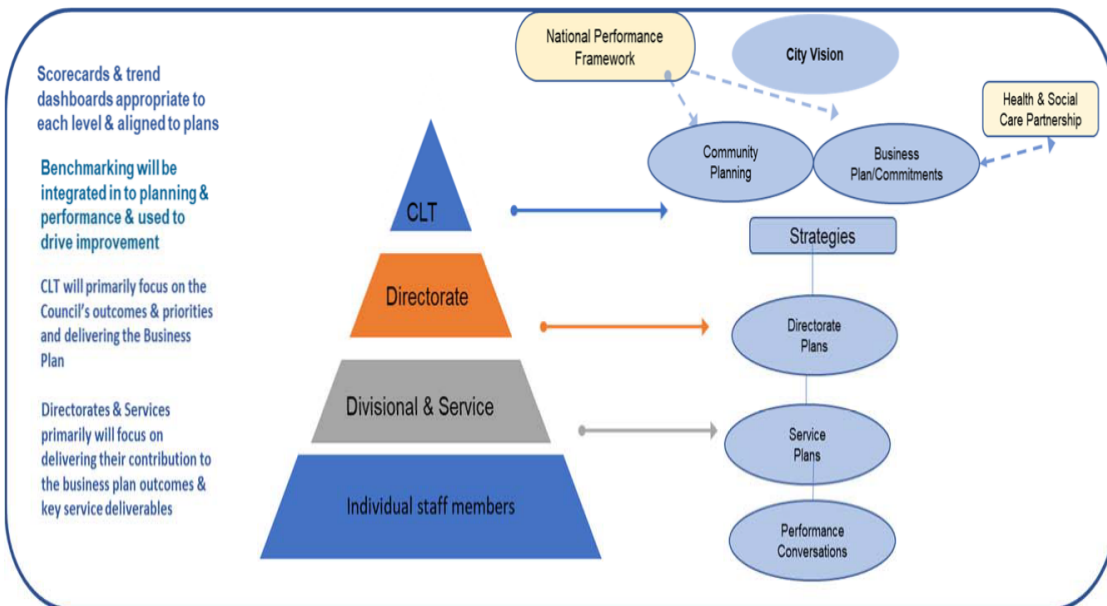 Scorecards & trend
dashboards appropriate to
each level & aligned to plans
Benchmarking will be
integrated in to planning &
performance & used to
drive improvement
CLT will primarily focus on the
Council's outcomes & priorities
and delivering the Business
Plan
Directorates & Services
primarily will focus on
delivering their contribution to
the business plan outcomes &
key service deliverables
CLT
Directorate
Divisional & Service
Individual staff members
National Performance
Framework
City Vision
Health & Social
Care Partnership
Community
Planning
Business
Plan/Commitments
Strategies
Directorate
Plans
Service
Plans
Performance
Conversations